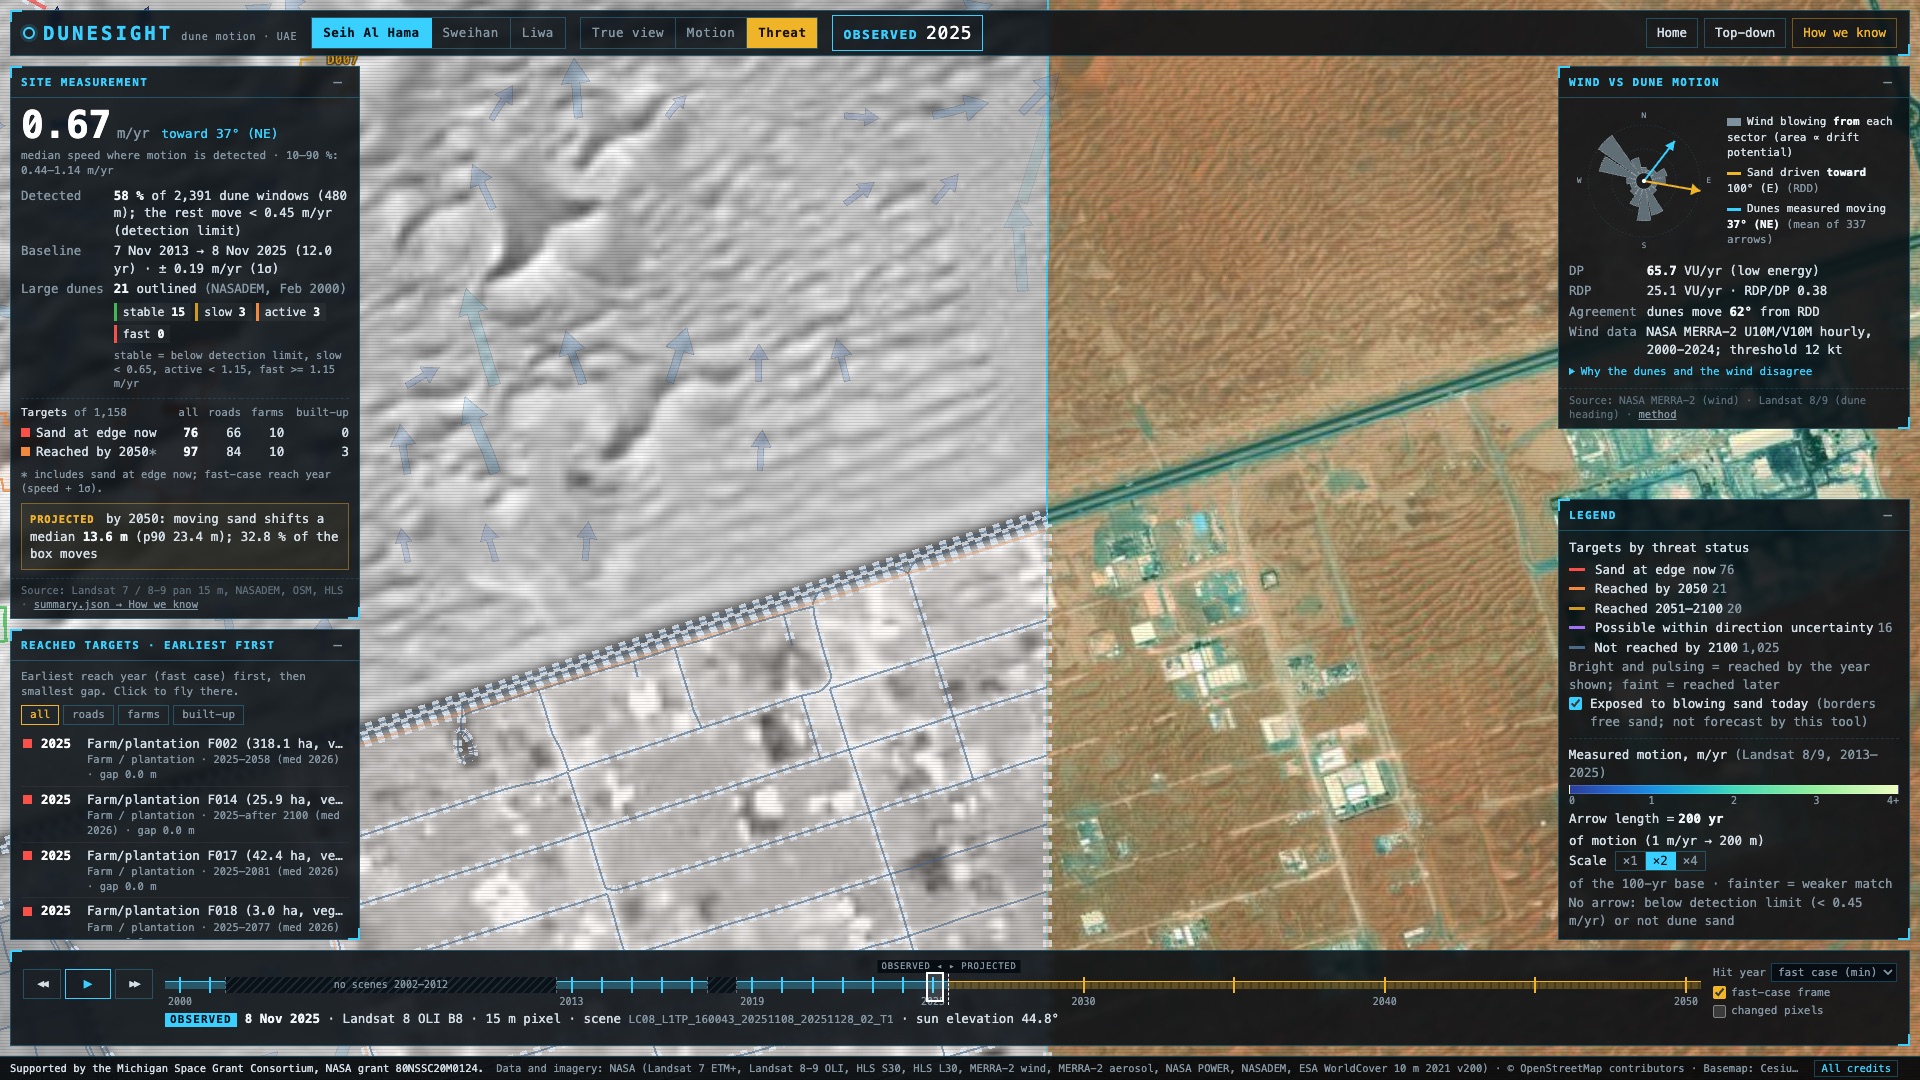 DUNESIGHT dune motion · UAE
Seih Al Hama Sweihan Liwa
True view Motion Threat
OBSERVED 2025
Home Top-down How we know
D007
SITE MEASUREMENT
0.67 m/yr toward 37° (NE)
median speed where motion is detected · 10–90 %:
0.44–1.14 m/yr
Detected 58 % of 2,391 dune windows (480
m); the rest move < 0.45 m/yr
(detection limit)
Baseline 7 Nov 2013 → 8 Nov 2025 (12.0
yr) · ± 0.19 m/yr (1σ)
Large dunes 21 outlined (NASADEM, Feb 2000)
stable 15 slow 3 active 3
fast 0
stable = below detection limit, slow
< 0.65, active < 1.15, fast >= 1.15
m/yr
Targets of 1,158 all roads farms built-up
Sand at edge now 76 66 10 0
Reached by 2050* 97 84 10 3
* includes sand at edge now; fast-case reach year
(speed + 1σ).
PROJECTED by 2050: moving sand shifts a
median 13.6 m (p90 23.4 m); 32.8 % of the
box moves
Source: Landsat 7 / 8–9 pan 15 m, NASADEM, OSM, HLS
· summary.json → How we know
REACHED TARGETS · EARLIEST FIRST
Earliest reach year (fast case) first, then
smallest gap. Click to fly there.
all roads farms built-up
2025 Farm/plantation F002 (318.1 ha, v…
Farm / plantation · 2025–2058 (med 2026)
· gap 0.0 m
2025 Farm/plantation F014 (25.9 ha, ve…
Farm / plantation · 2025–after 2100 (med
2026) · gap 0.0 m
2025 Farm/plantation F017 (42.4 ha, ve…
Farm / plantation · 2025–2081 (med 2026)
· gap 0.0 m
2025 Farm/plantation F018 (3.0 ha, veg…
Farm / plantation · 2025–2077 (med 2026)
WIND VS DUNE MOTION
N
W E
S
Wind blowing from each
sector (area ∝ drift
potential)
Sand driven toward
100° (E) (RDD)
Dunes measured moving
37° (NE) (mean of 337
arrows)
DP 65.7 VU/yr (low energy)
RDP 25.1 VU/yr · RDP/DP 0.38
Agreement dunes move 62° from RDD
Wind data NASA MERRA-2 U10M/V10M hourly,
2000–2024; threshold 12 kt
Why the dunes and the wind disagree
Source: NASA MERRA-2 (wind) · Landsat 8/9 (dune
heading) · method
LEGEND
Targets by threat status
Sand at edge now 76
Reached by 2050 21
Reached 2051–2100 20
Possible within direction uncertainty 16
Not reached by 2100 1,025
Bright and pulsing = reached by the year
shown; faint = reached later
Exposed to blowing sand today (borders
free sand; not forecast by this tool)
Measured motion, m/yr (Landsat 8/9, 2013–
2025)
0 1 2 3 4+
Arrow length = 200 yr
of motion (1 m/yr → 200 m)
Scale ×1 ×2 ×4
of the 100-yr base · fainter = weaker match
No arrow: below detection limit (< 0.45
m/yr) or not dune sand
OBSERVED ◂ ▸ PROJECTED
no scenes 2002–2012
2000 2013 2019 2025 2030 2040 2050
OBSERVED 8 Nov 2025 · Landsat 8 OLI B8 · 15 m pixel · scene LC08_L1TP_160043_20251108_20251128_02_T1 · sun elevation 44.8°
Hit year fast case (min)
fast-case frame
changed pixels
Supported by the Michigan Space Grant Consortium, NASA grant 80NSSC20M0124. Data and imagery: NASA (Landsat 7 ETM+, Landsat 8–9 OLI, HLS S30, HLS L30, MERRA-2 wind, MERRA-2 aerosol, NASA POWER, NASADEM, ESA WorldCover 10 m 2021 v200) · © OpenStreetMap contributors · Basemap: Cesiu… All credits